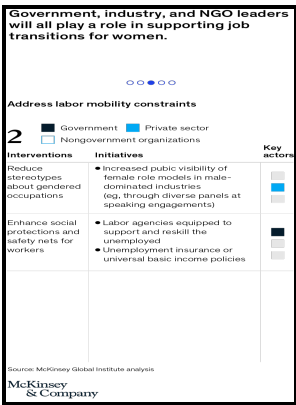 Government, industry, and NGO leaders
will all play a role in supporting job
transitions for women.
Address labor mobility constraints
2
Government
Private sector
Nongovernment organizations
Interventions
Initiatives
Key
actors
Reduce
stereotypes
about gendered
occupations
• Increased pubic visibility of
female role models in male-
dominated industries
(eg, through diverse panels at
speaking engagements)
Enhance social
protections and
safety nets for
workers
• Labor agencies equipped to
support and reskill the
unemployed
• Unemployment insurance or
universal basic income policies
Source: McKinsey Global Institute analysis
McKinsey
& Company